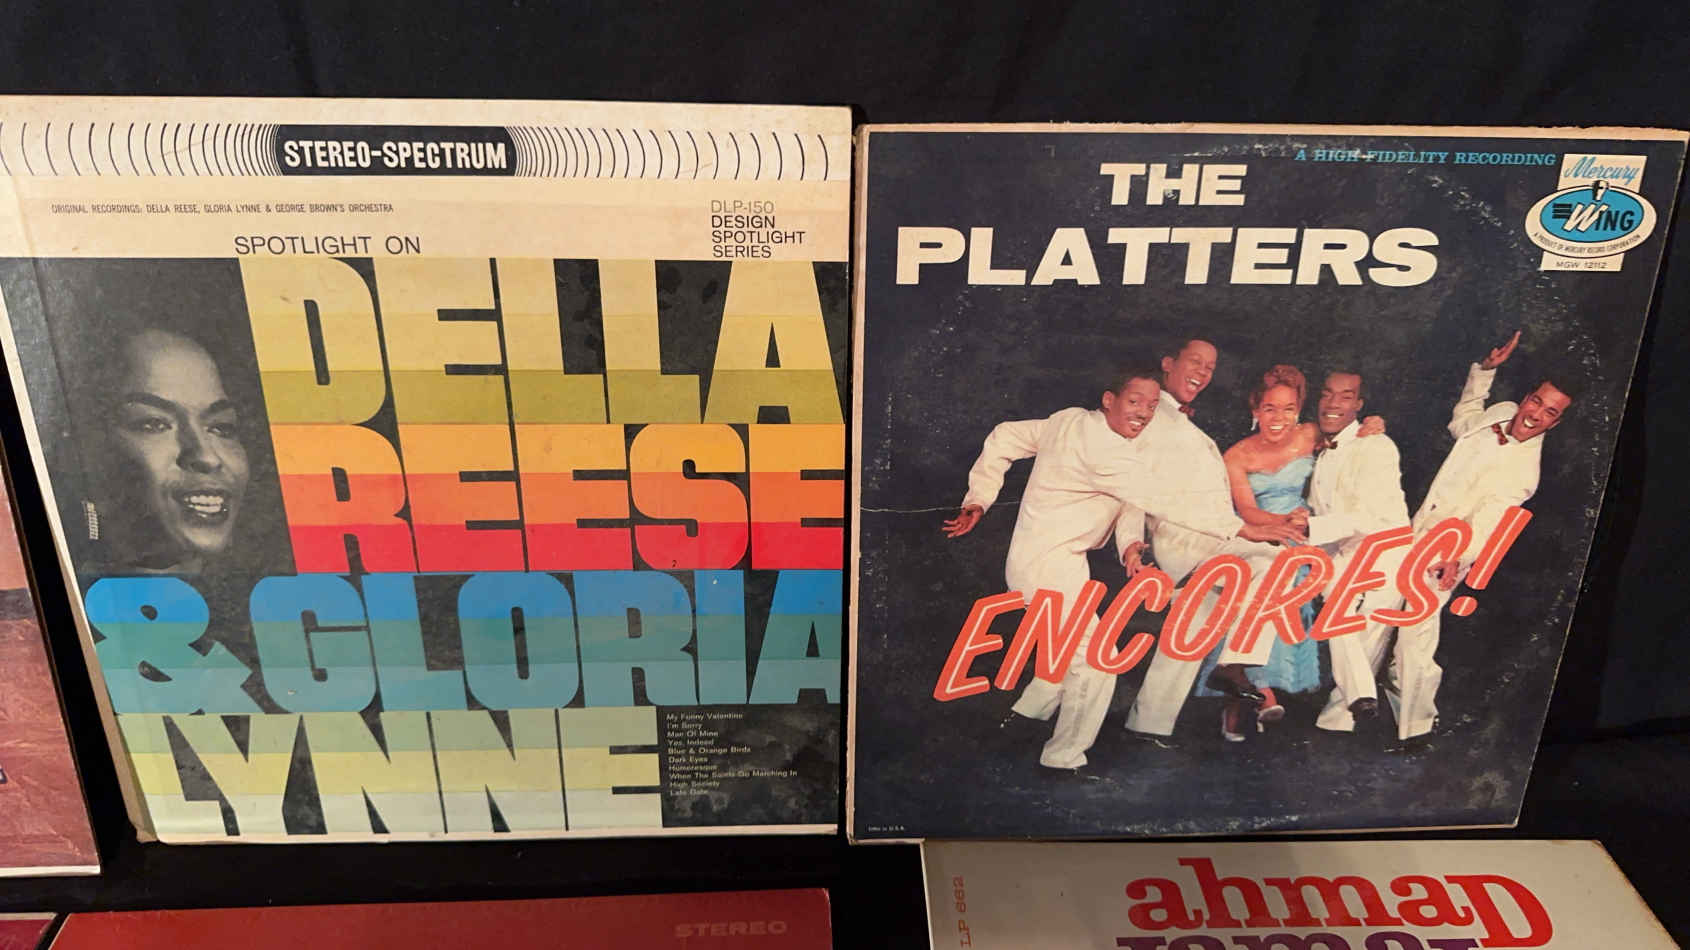 STEREO-SPECTRUM
ORIGINAL RECORDINGS: DELLA REESE, GLORIA LYNNE & GEORGE BROWN'S ORCHESTRA
DLP-150
DESIGN
SPOTLIGHT
SERIES
SPOTLIGHT ON
DELLA
REESE
& GLORIA
LYNNE
My Funny Valentine
I'm Sorry
Man Of Mine
Yes, Indeed
Blue & Orange Birds
Dark Eyes
Humoresque
When The Saints Go Marching In
High Society
Late Date
A HIGH FIDELITY RECORDING
THE
PLATTERS
Mercury
WING
A PRODUCT OF MERCURY RECORD CORPORATION
MGW 12112
ENCORES!
STEREO
LP 662
ahmaD